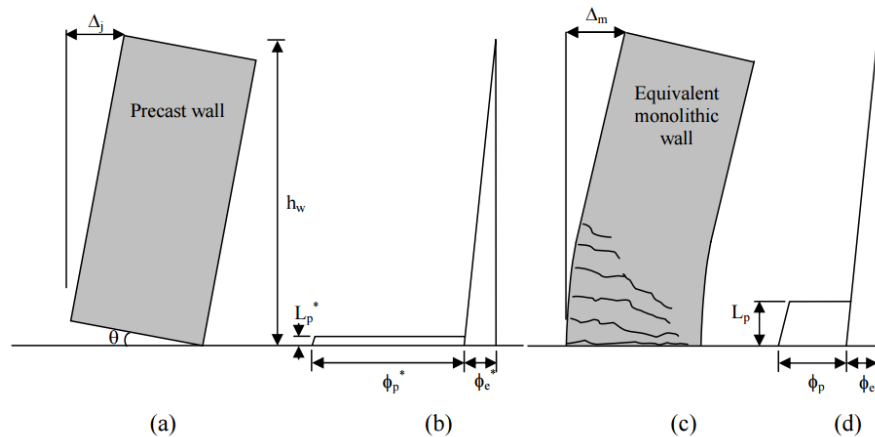 Δj
Precast wall
θ
(a)
hw
Lp*
ϕp*
ϕe*
(b)
Δm
Equivalent
monolithic
wall
(c)
Lp
ϕp
ϕe
(d)